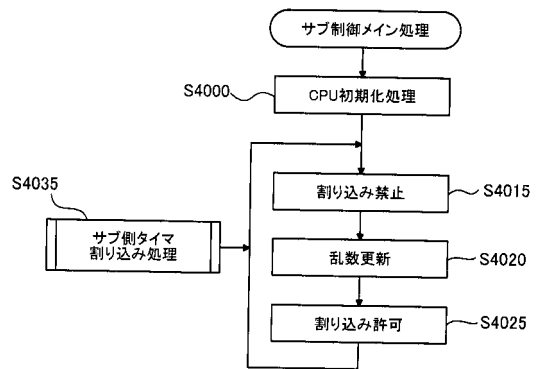 サブ制御メイン処理
S4000
CPU初期化処理
S4035
割り込み禁止
S4015
サブ側タイマ
割り込み処理
乱数更新
S4020
割り込み許可
S4025